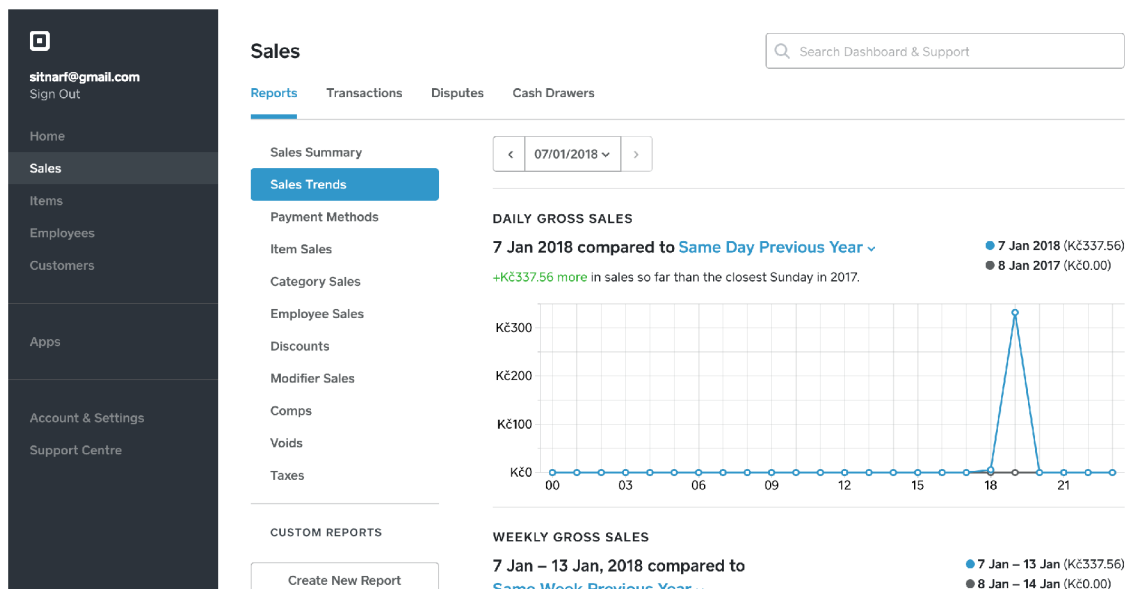 sitnarf@gmail.com
Sign Out
Home
Sales
Items
Employees
Customers
Apps
Account & Settings
Support Centre
Sales
Search Dashboard & Support
Reports Transactions Disputes Cash Drawers
Sales Summary
Sales Trends
Payment Methods
Item Sales
Category Sales
Employee Sales
Discounts
Modifier Sales
Comps
Voids
Taxes
CUSTOM REPORTS
Create New Report
07/01/2018
DAILY GROSS SALES
7 Jan 2018 compared to Same Day Previous Year
7 Jan 2018 (Kč337.56)
8 Jan 2017 (Kč0.00)
+Kč337.56 more in sales so far than the closest Sunday in 2017.
Kč300
Kč200
Kč100
Kč0
00 03 06 09 12 15 18 21
WEEKLY GROSS SALES
7 Jan – 13 Jan, 2018 compared to
Same Week Previous Year
7 Jan – 13 Jan (Kč337.56)
8 Jan – 14 Jan (Kč0.00)